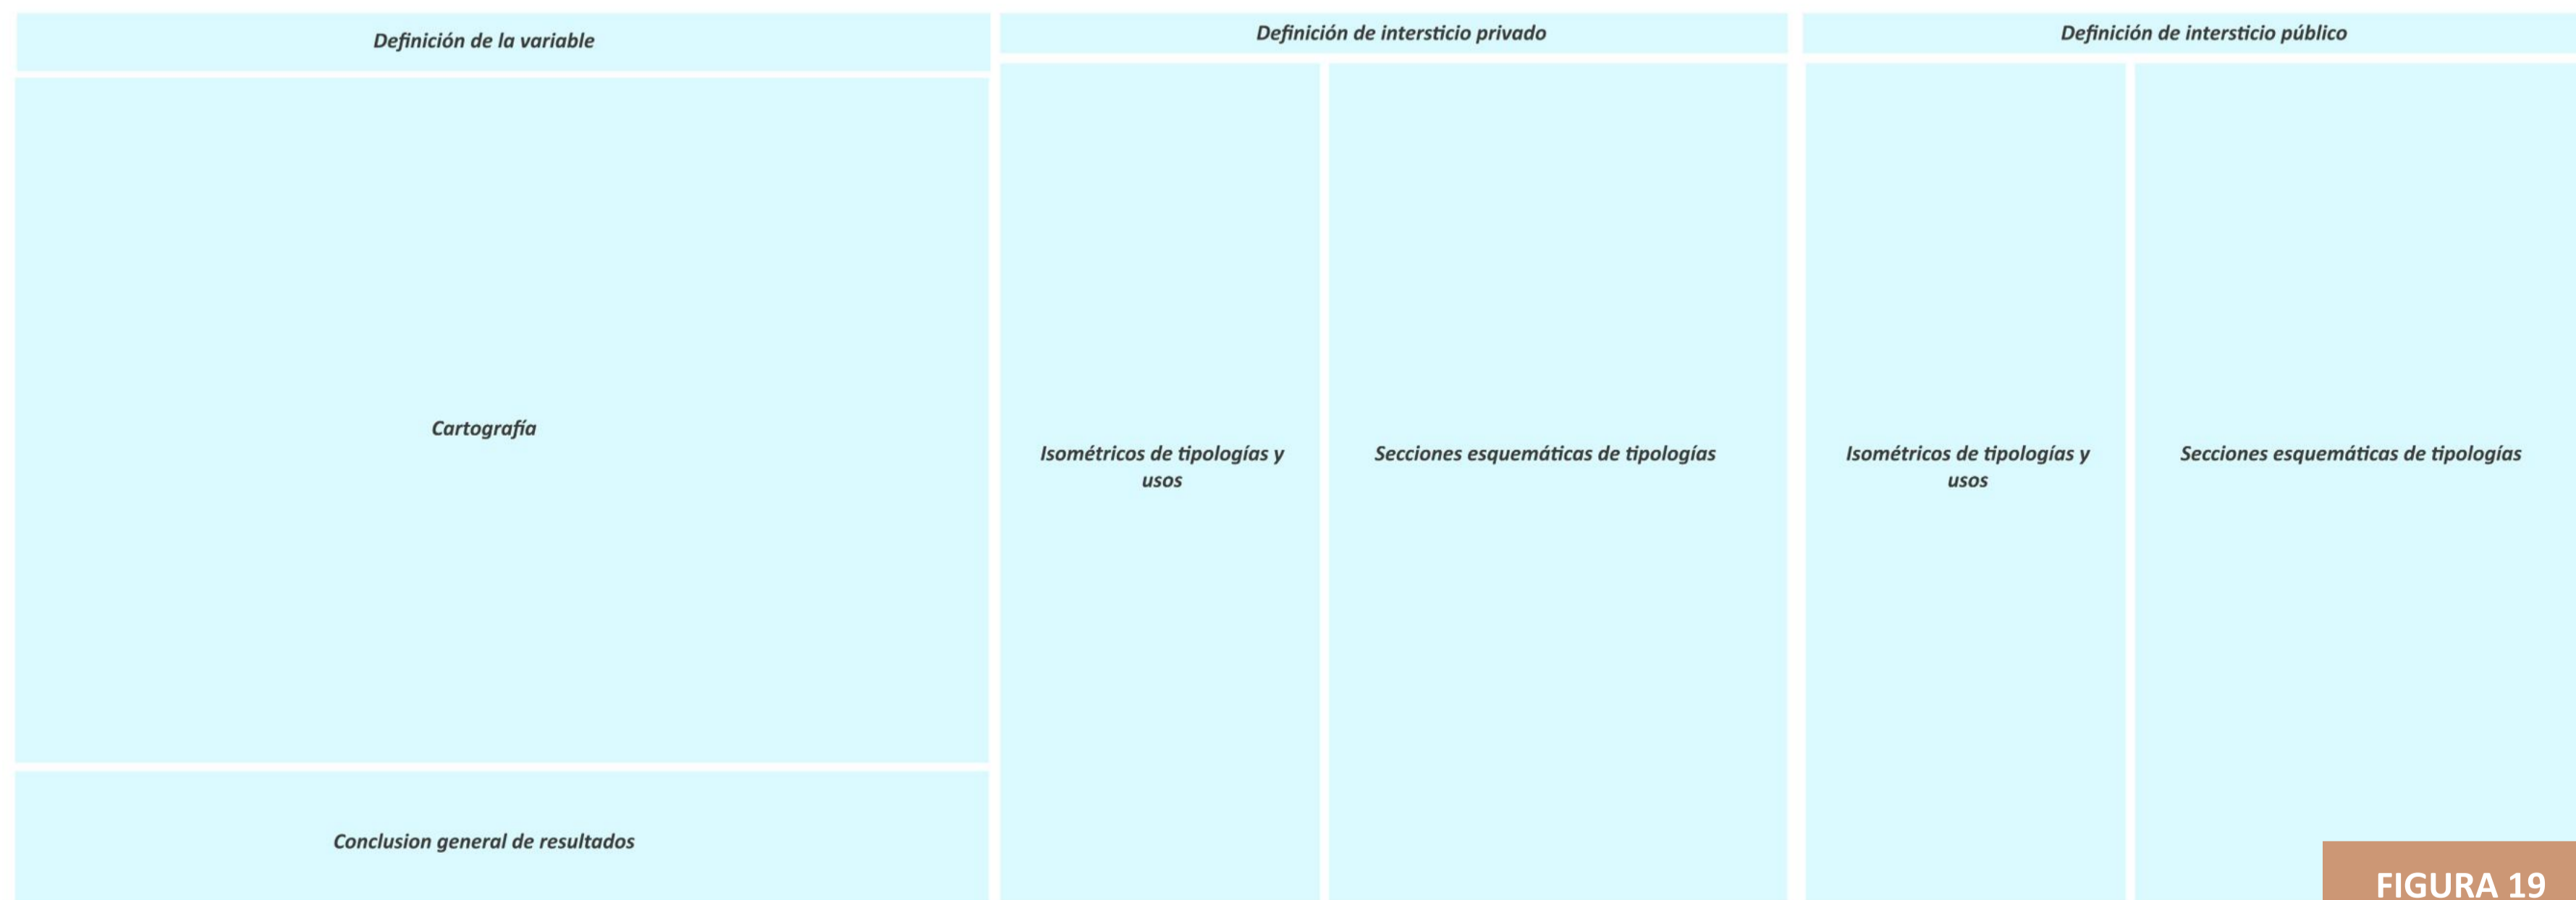 Definición de la variable
Cartografía
Conclusion general de resultados
Definición de intersticio privado
Isométricos de tipologías y
usos
Secciones esquemáticas de tipologías
Definición de intersticio público
Isométricos de tipologías y
usos
Secciones esquemáticas de tipologías
FIGURA 19